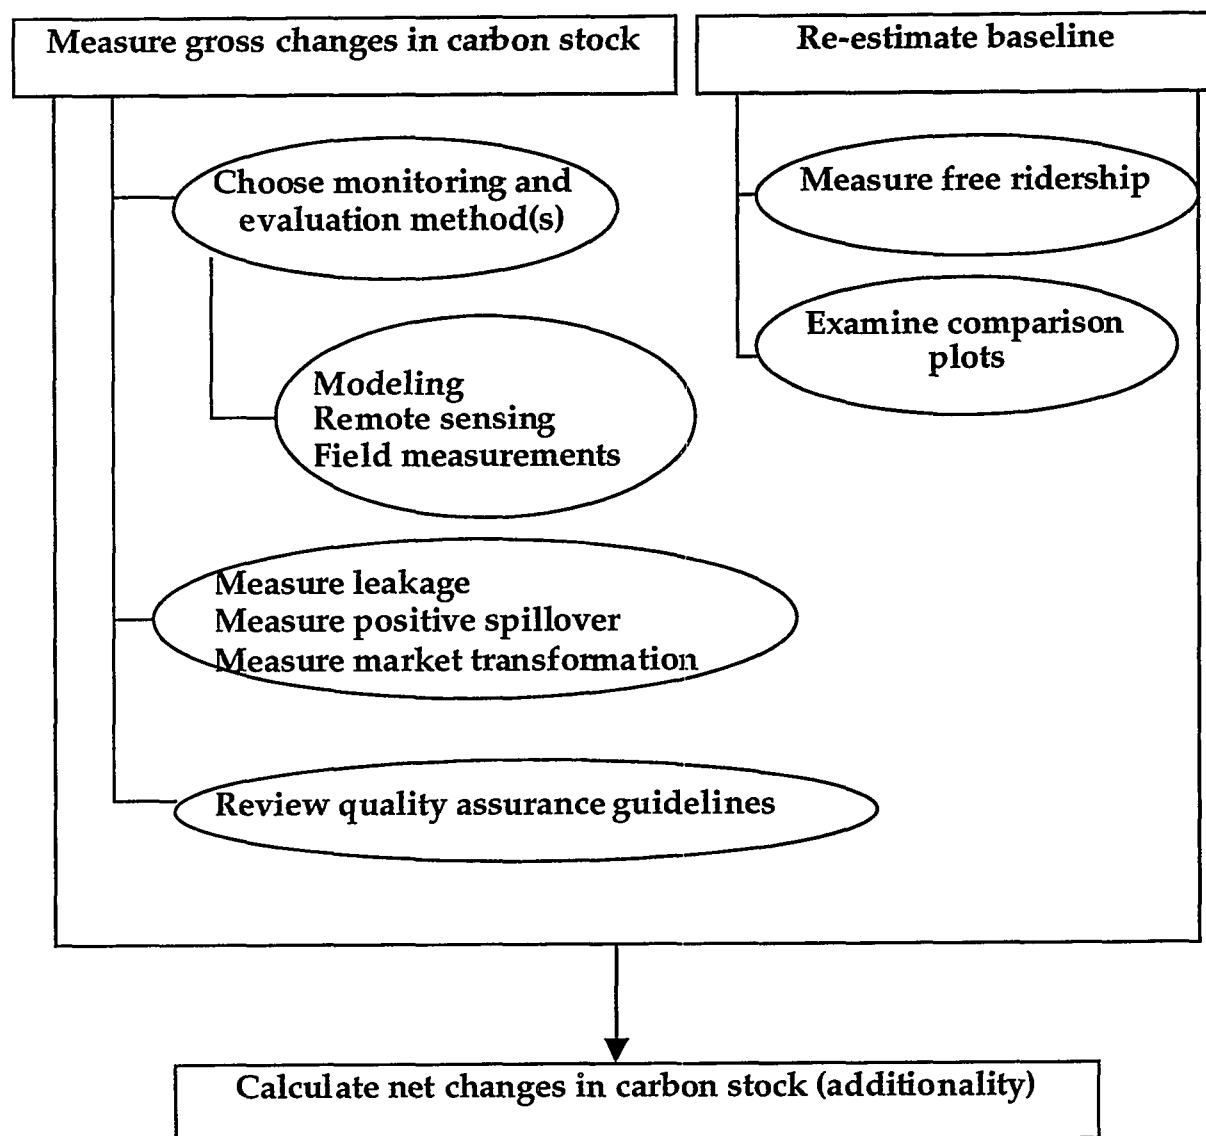 Measure gross changes in carbon stock
Re-estimate baseline
Choose monitoring and
evaluation method(s)
Measure free ridership
Examine comparison
plots
Modeling
Remote sensing
Field measurements
Measure leakage
Measure positive spillover
Measure market transformation
Review quality assurance guidelines
Calculate net changes in carbon stock (additionality)